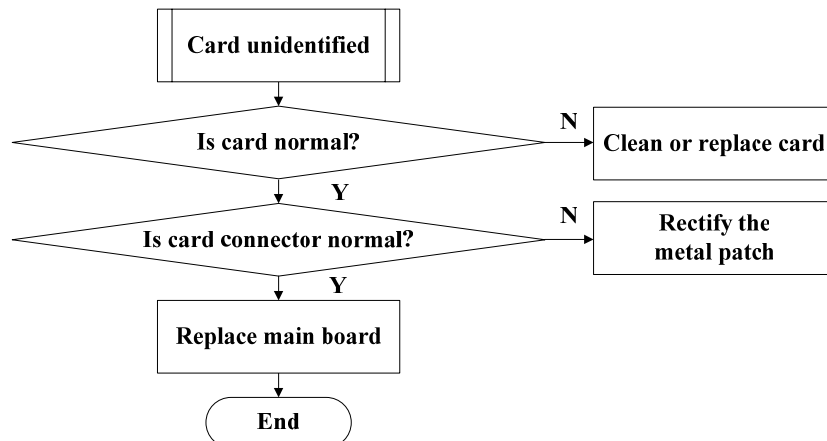 Card unidentified
Is card normal?
N
Clean or replace card
Y
Is card connector normal?
N
Rectify the
metal patch
Y
Replace main board
End